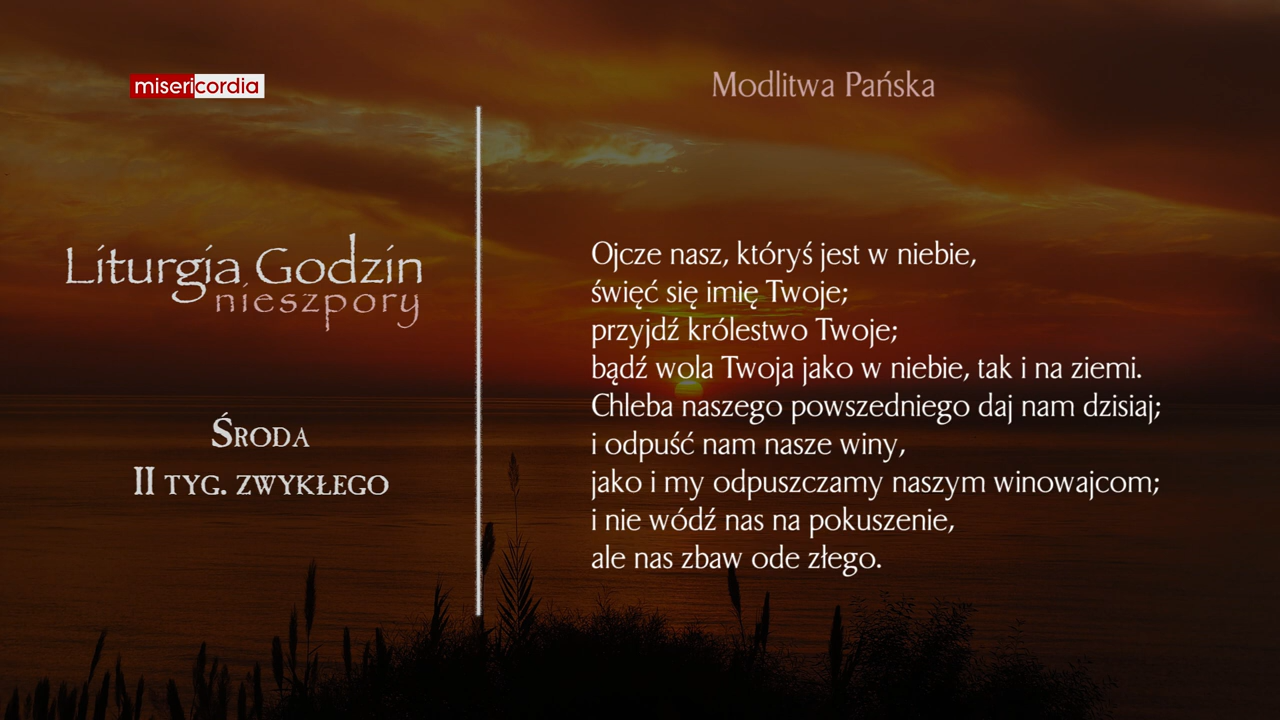 misericordia
Liturgia Godzin
nieszpory
Środa
II tyg. zwykłego
Modlitwa Pańska
Ojcze nasz, któryś jest w niebie,
święć się imię Twoje;
przyjdź królestwo Twoje;
bądź wola Twoja jako w niebie, tak i na ziemi.
Chleba naszego powszedniego daj nam dzisiaj;
i odpuść nam nasze winy,
jako i my odpuszczamy naszym winowajcom;
i nie wódź nas na pokuszenie,
ale nas zbaw ode złego.